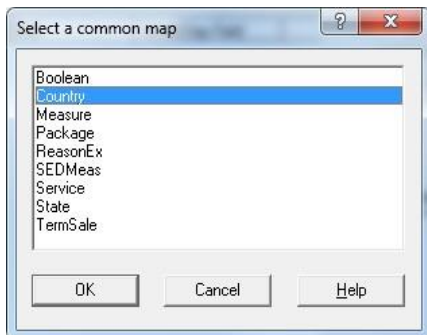 Select a common map
?
X
Boolean
Country
Measure
Package
ReasonEx
SEDMeas
Service
State
TermSale
OK
Cancel
Help